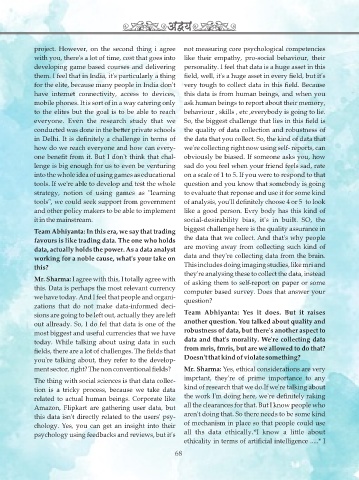 अद्वय
project. However, on the second thing i agree
with you, there's a lot of time, cost that goes into
developing game based courses and delivering
them. I feel that in India, it's particularly a thing
for the elite, because many people in India don't
have internet connectivity, access to devices,
mobile phones. It is sort of in a way catering only
to the elites but the goal is to be able to reach
everyone. Even the research study that we
conducted was done in the better private schools
in Delhi. It is definitely a challenge in terms of
how do we reach everyone and how can every-
one benefit from it. But I don't think that chal-
lenge is big enough for us to even be venturing
into the whole idea of using games as educational
tools. If we're able to develop and test the whole
strategy, notion of using games as "learning
tools", we could seek support from government
and other policy makers to be able to implement
it in the mainstream.
Team Abhiyanta: In this era, we say that trading
favours is like trading data. The one who holds
data, actually holds the power. As a data analyst
working for a noble cause, what's your take on
this?
Mr. Sharma: I agree with this. I totally agree with
this. Data is perhaps the most relevant currency
we have today. And I feel that people and organi-
zations that do not make data-informed deci-
sions are going to be left out, actually they are left
out already. So, I do fel that data is one of the
most biggest and useful currencies that we have
today. While talking about using data in such
fields, there are a lot of challenges. The fields that
you're talking about, they refer to the develop-
ment sector, right? The non conventional fields?
The thing with social sciences is that data collec-
tion is a tricky process, because we take data
related to actual human beings. Corporate like
Amazon, Flipkart are gathering user data, but
this data isn't directly related to the users' psy-
chology. Yes, you can get an insight into their
psychology using feedbacks and reviews, but it's
not measuring core psychological competencies
like their empathy, pro-social behaviour, their
personality. I feel that data is a huge asset in this
field, well, it's a huge asset in every field, but it's
very tough to collect data in this field. Because
this data is from human beings, and when you
ask human beings to report about their memory,
behaviour , skills , etc ,everybody is going to lie.
So, the biggest challenge that lies in this field is
the quality of data collection and robustness of
the data that you collect. So, the kind of data that
we're collecting right now using self- reports, can
obviously be biased. If someone asks you, how
sad do you feel when your friend feels sad, rate
on a scale of 1 to 5. If you were to respond to that
question and you know that somebody is going
to evaluate that reponse and use it for some kind
of analysis, you'll definitely choose 4 or 5 to look
like a good person. Evry body has this kind of
social-desirability bias, it's in built. SO, the
biggest challenge here is the quality assurance in
the data that we collect. And that's why people
are moving away from collecting such kind of
data and they're collecting data from the brain.
This includes doing imaging studies, like mri and
they're analysing these to collect the data, instead
of asking them to self-report on paper or some
computer based survey. Does that answer your
question?
Team Abhiyanta: Yes it does. But it raises
another question. You talked about quality and
robustness of data, but there's another aspect to
data and that's morality. We're collecting data
from mris, fmris, but are we allowed to do that?
Doesn't that kind of violate something?
Mr. Sharma: Yes, ethical considerations are very
imprtant, they're of prime importance to any
kind of research that we do.If we're talking about
the work I'm doing here, we're definitely raking
all the clearances for that. But I know people who
aren't doing that. So there needs to be some kind
of mechanism in place so that people could use
all ths data ethically.*I know a little about
ethicality in terms of artificial intelligence .....* ]
68